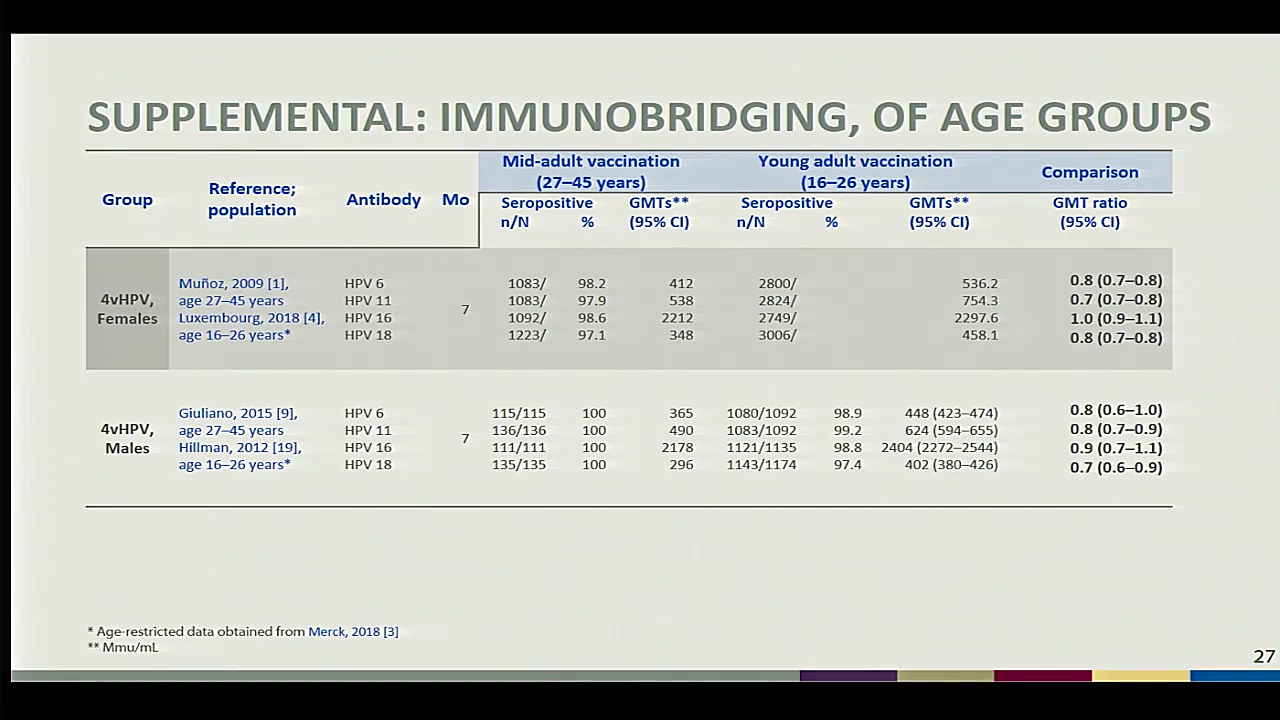 SUPPLEMENTAL: IMMUNOBRIDGING, OF AGE GROUPS
Group Reference; population Antibody Mo Mid-adult vaccination (27–45 years) Young adult vaccination (16–26 years) Comparison
Seropositive n/N % GMTs** (95% CI) Seropositive n/N % GMTs** (95% CI) GMT ratio (95% CI)
4vHPV, Females
7
Muñoz, 2009 [1], HPV 6 1083/ 98.2 412 2800/ 536.2 0.8 (0.7–0.8)
age 27–45 years HPV 11 1083/ 97.9 538 2824/ 754.3 0.7 (0.7–0.8)
Luxembourg, 2018 [4], HPV 16 1092/ 98.6 2212 2749/ 2297.6 1.0 (0.9–1.1)
age 16–26 years* HPV 18 1223/ 97.1 348 3006/ 458.1 0.8 (0.7–0.8)
4vHPV, Males
7
Giuliano, 2015 [9], HPV 6 115/115 100 365 1080/1092 98.9 448 (423–474) 0.8 (0.6–1.0)
age 27–45 years HPV 11 136/136 100 490 1083/1092 99.2 624 (594–655) 0.8 (0.7–0.9)
Hillman, 2012 [19], HPV 16 111/111 100 2178 1121/1135 98.8 2404 (2272–2544) 0.9 (0.7–1.1)
age 16–26 years* HPV 18 135/135 100 296 1143/1174 97.4 402 (380–426) 0.7 (0.6–0.9)
* Age-restricted data obtained from Merck, 2018 [3]
** Mmu/mL
27